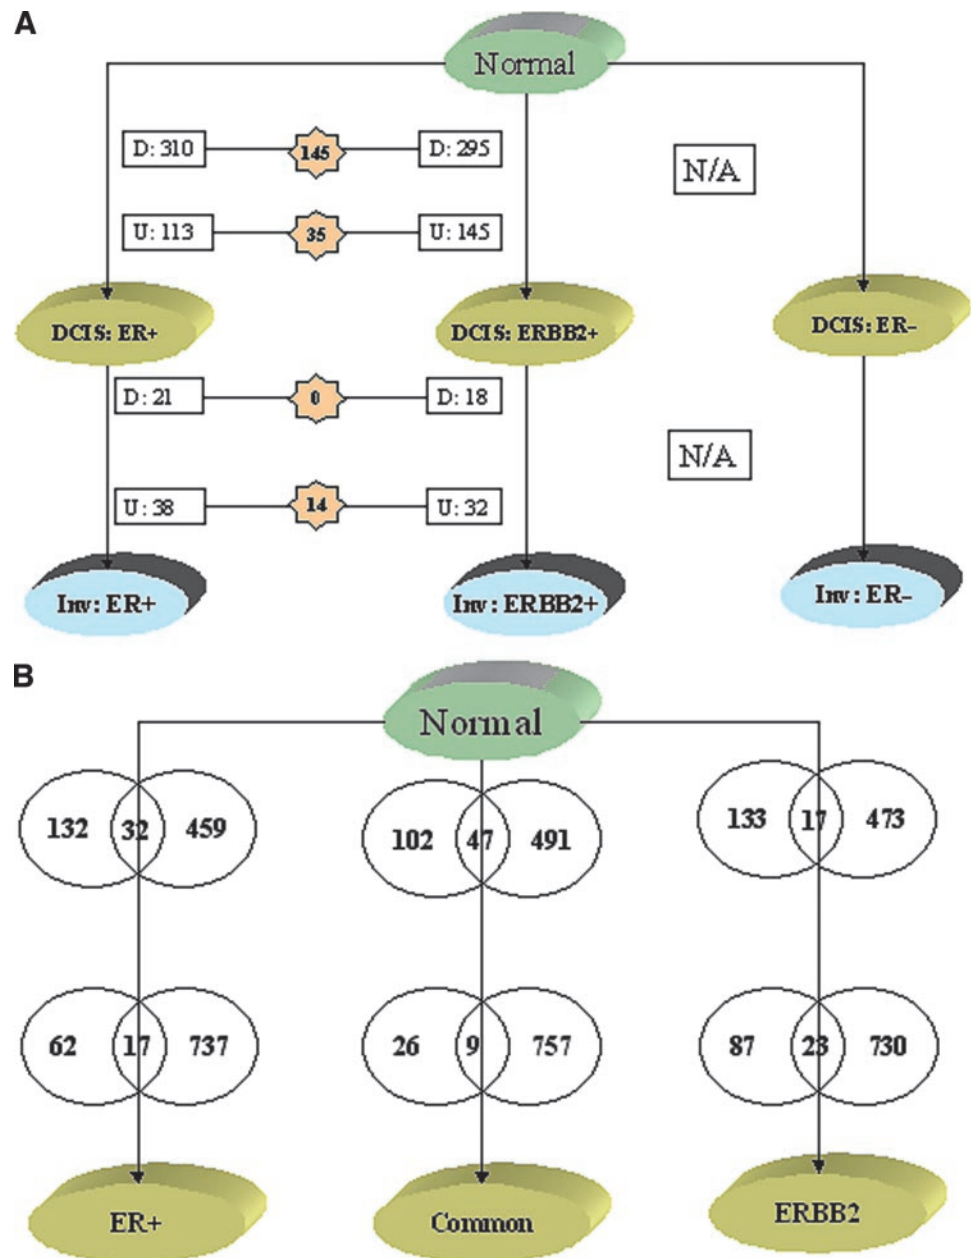 A
Normal
D: 310
145
D: 295
N/A
U: 113
35
U: 145
DCIS: ER+
DCIS: ERBB2+
DCIS: ER–
D: 21
0
D: 18
N/A
U: 38
14
U: 32
Inv: ER+
Inv: ERBB2+
Inv: ER–
B
Normal
132 32 459
102 47 491
133 17 473
62 17 737
26 9 757
87 23 730
ER+
Common
ERBB2